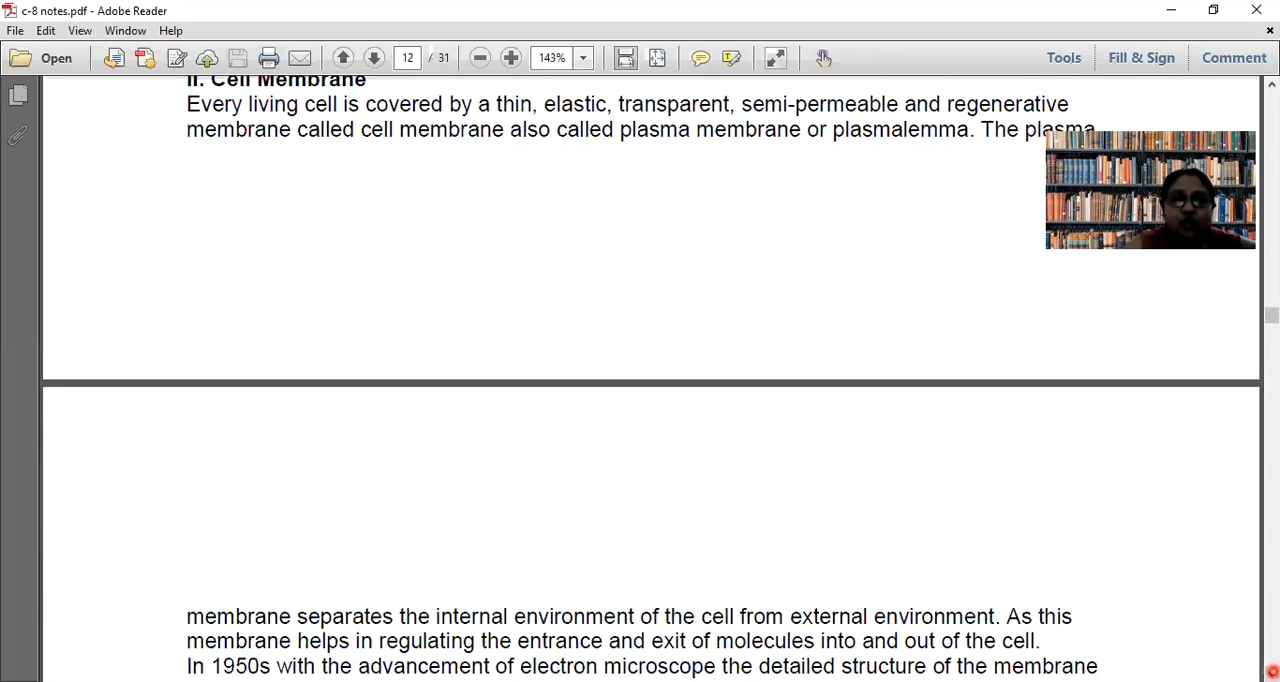 c-8 notes.pdf - Adobe Reader
File Edit View Window Help
Open 12 / 31 143% Tools Fill & Sign Comment
II. Cell Membrane
Every living cell is covered by a thin, elastic, transparent, semi-permeable and regenerative
membrane called cell membrane also called plasma membrane or plasmalemma. The plasma
membrane separates the internal environment of the cell from external environment. As this
membrane helps in regulating the entrance and exit of molecules into and out of the cell.
In 1950s with the advancement of electron microscope the detailed structure of the membrane